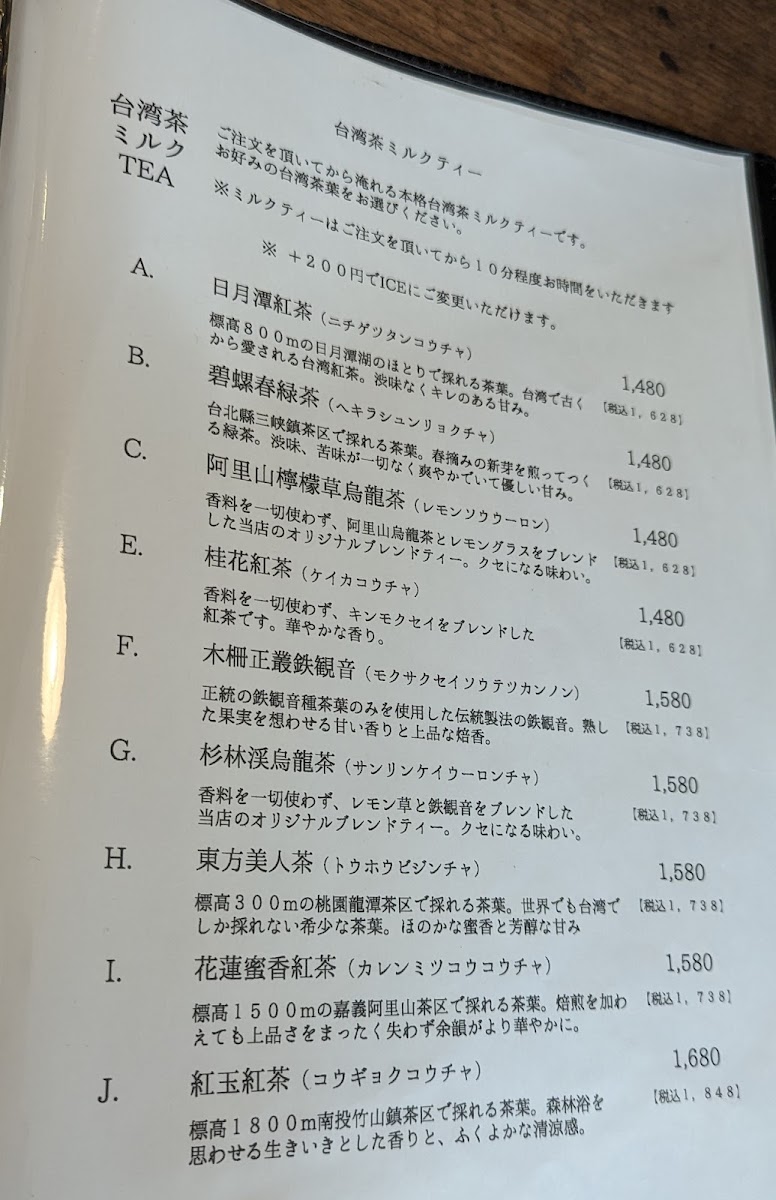 台湾茶
ミルク
TEA
台湾茶ミルクティー
ご注文を頂いてから淹れる本格台湾茶ミルクティーです。
お好みの台湾茶葉をお選びください。
※ミルクティーはご注文を頂いてから１０分程度お時間をいただきます
※ ＋２００円でICEにご変更いただけます。
A.
日月潭紅茶（ニチゲツタンコウチャ）
1,480
標高８００mの日月潭湖のほとりで採れる茶葉。台湾で古く
【税込１，６２８】
から愛される台湾紅茶。渋味なくキレのある甘み。
B.
碧螺春緑茶（ヘキラシュンリョクチャ）
1,480
台北縣三峡鎮茶区で採れる茶葉。春摘みの新芽を煎ってつく
【税込１，６２８】
る緑茶。渋味、苦味が一切なく爽やかでいて優しい甘み。
C.
阿里山檸檬草烏龍茶（レモンソウウーロン）
1,480
香料を一切使わず、阿里山烏龍茶とレモングラスをブレンド
【税込１，６２８】
した当店のオリジナルブレンドティー。クセになる味わい。
E.
桂花紅茶（ケイカコウチャ）
1,480
香料を一切使わず、キンモクセイをブレンドした
【税込１，６２８】
紅茶です。華やかな香り。
F.
木柵正叢鉄観音（モクサクセイソウテツカンノン）
1,580
正統の鉄観音種茶葉のみを使用した伝統製法の鉄観音。熟し
【税込１，７３８】
た果実を想わせる甘い香りと上品な焙香。
G.
杉林渓烏龍茶（サンリンケイウーロンチャ）
1,580
香料を一切使わず、レモン草と鉄観音をブレンドした
【税込１，７３８】
当店のオリジナルブレンドティー。クセになる味わい。
H.
東方美人茶（トウホウビジンチャ）
1,580
標高３００mの桃園龍潭茶区で採れる茶葉。世界でも台湾で
【税込１，７３８】
しか採れない希少な茶葉。ほのかな蜜香と芳醇な甘み
I.
花蓮蜜香紅茶（カレンミツコウコウチャ）
1,580
標高１５００mの嘉義阿里山茶区で採れる茶葉。焙煎を加わ
【税込１，７３８】
えても上品さをまったく失わず余韻がより華やかに。
J.
紅玉紅茶（コウギョクコウチャ）
1,680
標高１８００m南投竹山鎮茶区で採れる茶葉。森林浴を
【税込１，８４８】
思わせる生きいきとした香りと、ふくよかな清涼感。